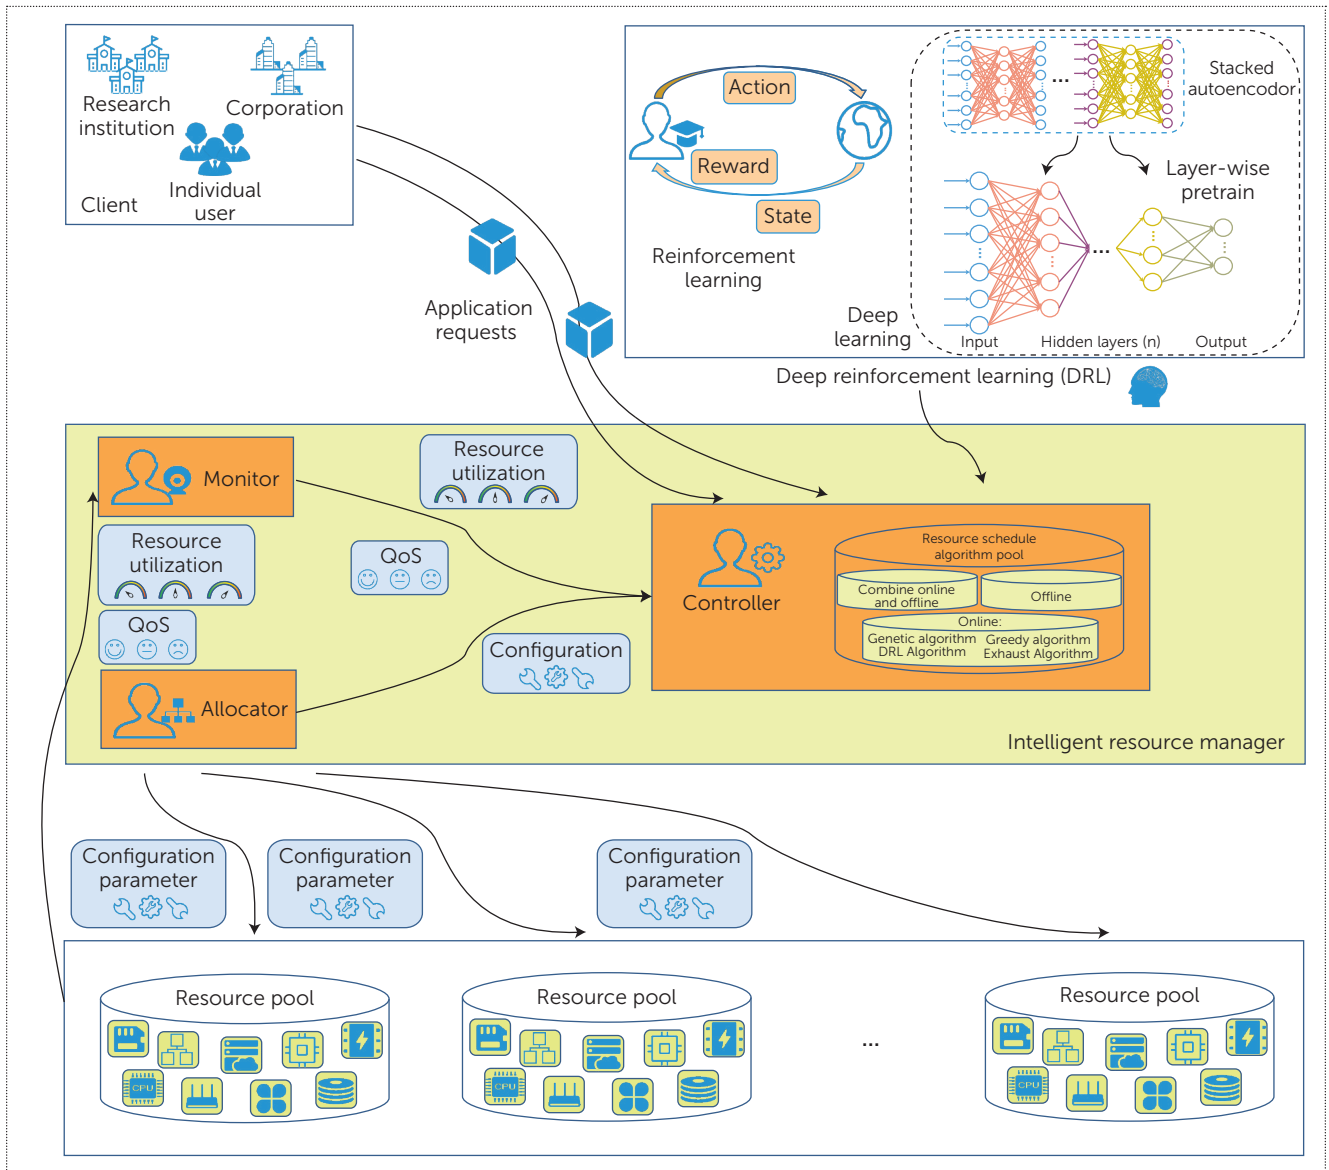 Research
institution
Corporation
Individual
user
Client
Application
requests
Action
Reward
State
Reinforcement
learning
Stacked
autoencodor
...
Layer-wise
pretrain
...
Deep
learning
Input
Hidden layers (n)
Output
Deep reinforcement learning (DRL)
Monitor
Resource
utilization
QoS
Resource
utilization
QoS
Allocator
Configuration
Controller
Resource schedule
algorithm pool
Combine online
and offline
Offline
Online:
Genetic algorithm Greedy algorithm
DRL Algorithm Exhaust Algorithm
Intelligent resource manager
Configuration
parameter
Configuration
parameter
Configuration
parameter
Resource pool
CPU
Resource pool
CPU
...
Resource pool
CPU